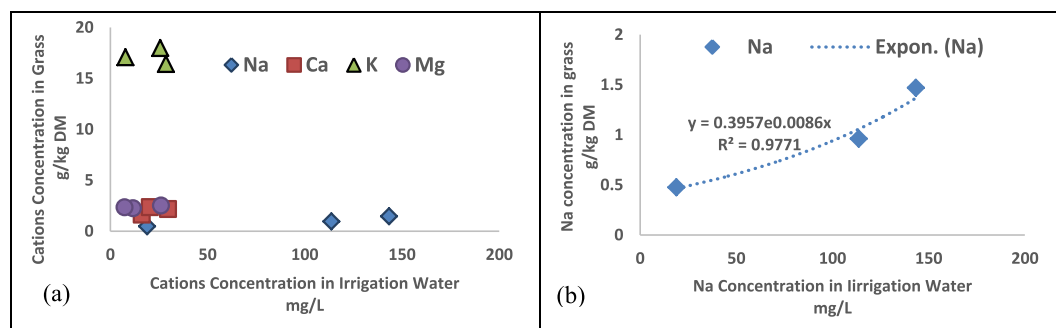 Cations Concentration in Grass
g/kg DM
20
15
10
5
0
Na Ca K Mg
0 50 100 150 200
Cations Concentration in Irrigation Water
mg/L
(a)
Na concentration in grass
g/kg DM
2
1.5
1
0.5
0
Na Expon. (Na)
y = 0.3957e0.0086x
R² = 0.9771
0 50 100 150 200
Na Concentration in Iirrigation Water
mg/L
(b)